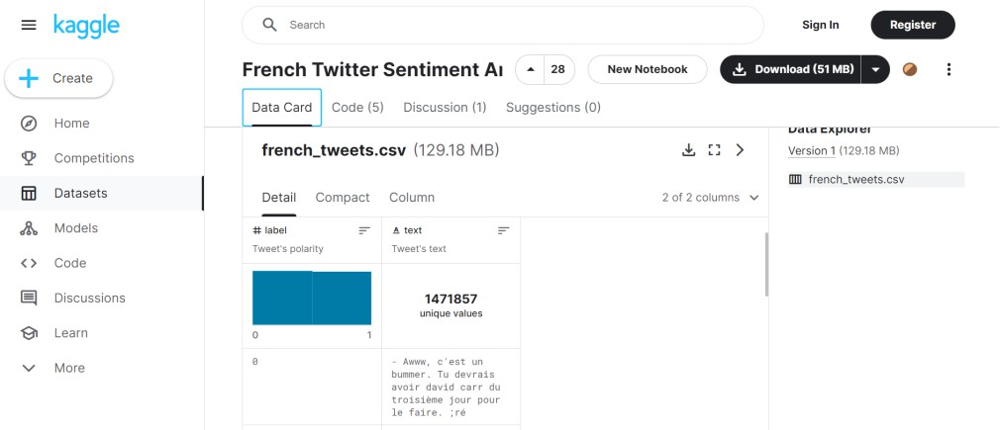 kaggle
Search
Sign In
Register
Create
Home
Competitions
Datasets
Models
Code
Discussions
Learn
More
French Twitter Sentiment
28
New Notebook
Download (51 MB)
Data Card
Code (5)
Discussion (1)
Suggestions (0)
french_tweets.csv (129.18 MB)
Detail
Compact
Column
2 of 2 columns
# label
Tweet's polarity
text
Tweet's text
0
1
1471857
unique values
0
- Awww, c'est un
bummer. Tu devrais
avoir david carr du
troisième jour pour
le faire. ;ré
Data Explorer
Version 1 (129.18 MB)
french_tweets.csv